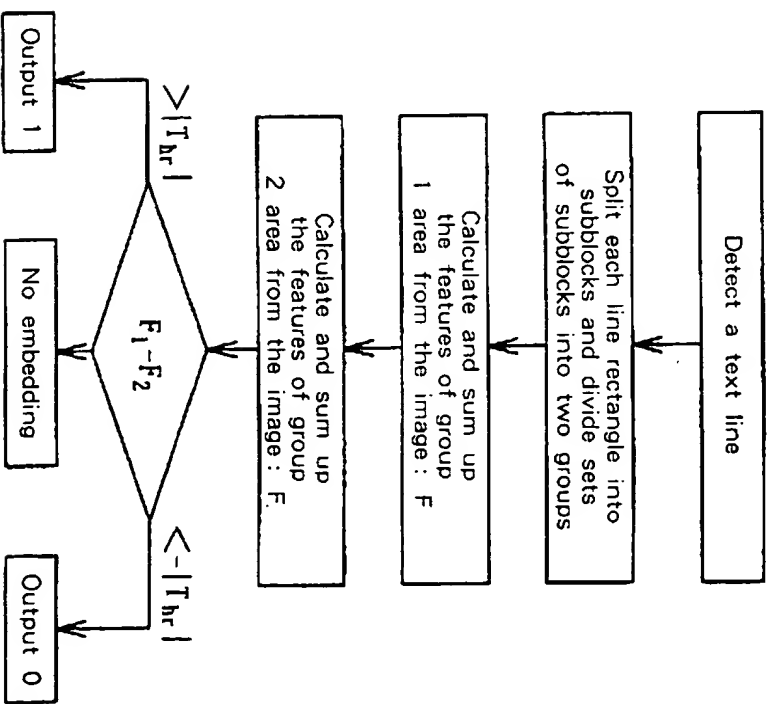 Detect a text line
Split each line rectangle into
subblocks and divide sets
of subblocks into two groups
Calculate and sum up
the features of group
1 area from the image: F
Calculate and sum up
the features of group
2 area from the image: F.
F₁-F₂
>|Thr|
<-|Thr|
Output 1
No embedding
Output 0